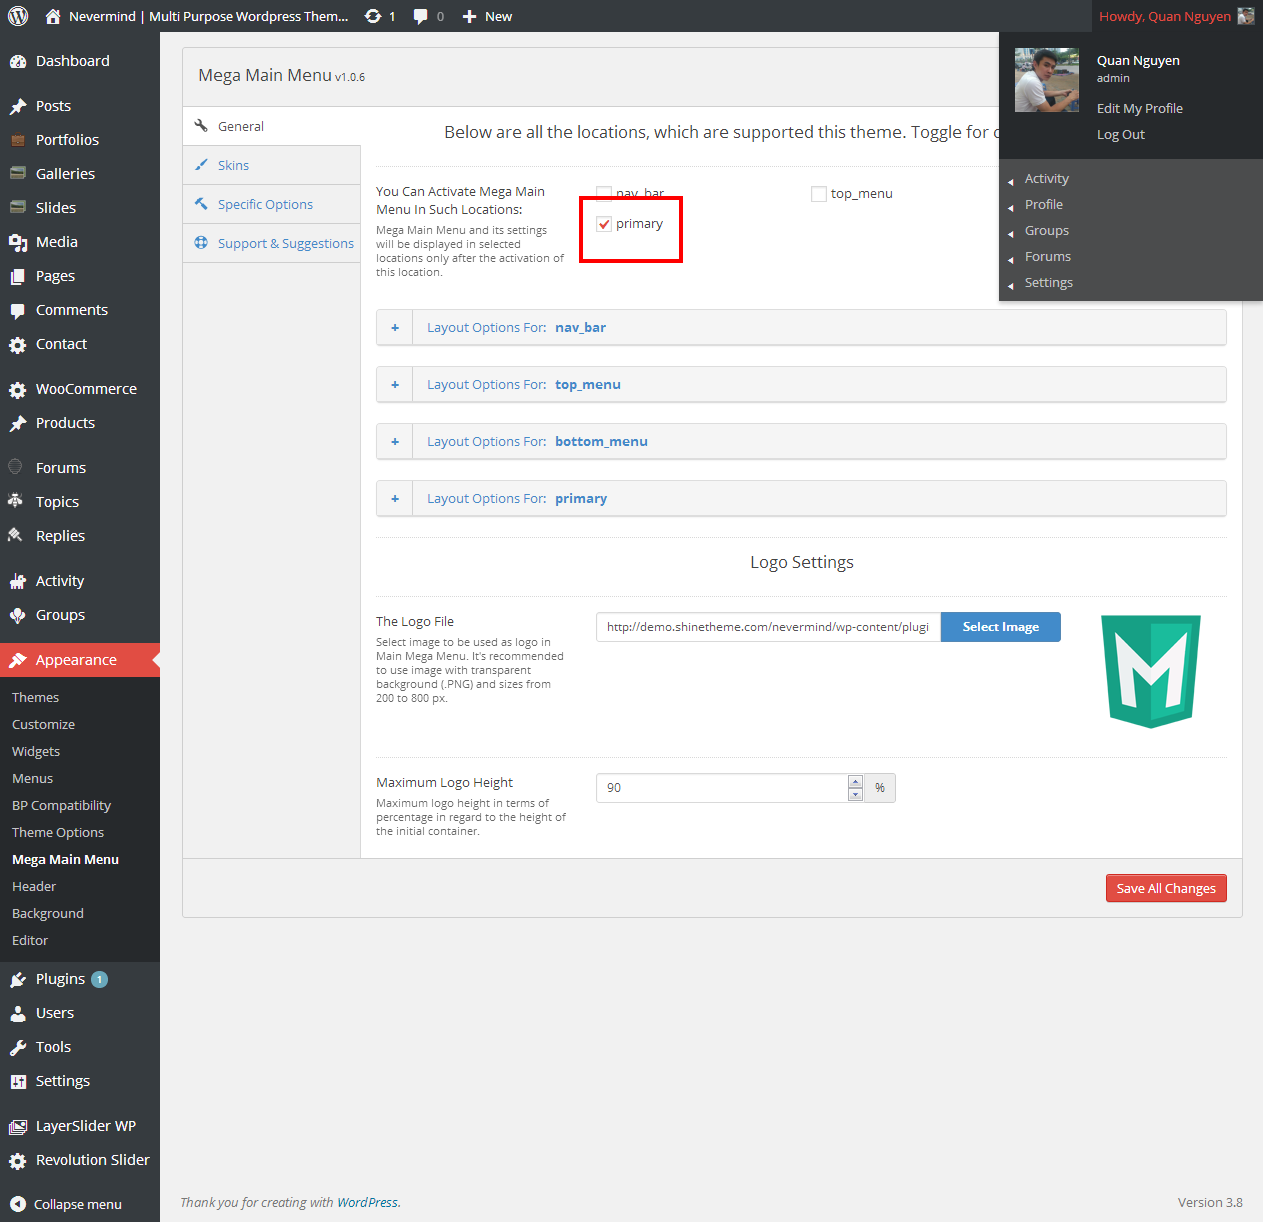 Nevermind | Multi Purpose Wordpress Them...
1
0
New
Howdy, Quan Nguyen
Quan Nguyen
admin
Edit My Profile
Log Out
Activity
Profile
Groups
Forums
Settings
Dashboard
Posts
Portfolios
Galleries
Slides
Media
Pages
Comments
Contact
WooCommerce
Products
Forums
Topics
Replies
Activity
Groups
Appearance
Themes
Customize
Widgets
Menus
BP Compatibility
Theme Options
Mega Main Menu
Header
Background
Editor
Plugins 1
Users
Tools
Settings
LayerSlider WP
Revolution Slider
Collapse menu
Mega Main Menu v1.0.6
General
Skins
Specific Options
Support & Suggestions
Below are all the locations, which are supported this theme. Toggle for
You Can Activate Mega Main
Menu In Such Locations:
Mega Main Menu and its settings
will be displayed in selected
locations only after the activation of
this location.
nav_bar
top_menu
primary
+ Layout Options For: nav_bar
+ Layout Options For: top_menu
+ Layout Options For: bottom_menu
+ Layout Options For: primary
Logo Settings
The Logo File
Select image to be used as logo in
Main Mega Menu. It's recommended
to use image with transparent
background (.PNG) and sizes from
200 to 800 px.
http://demo.shinetheme.com/nevermind/wp-content/plugi
Select Image
M
Maximum Logo Height
Maximum logo height in terms of
percentage in regard to the height of
the initial container.
90
%
Save All Changes
Thank you for creating with WordPress.
Version 3.8